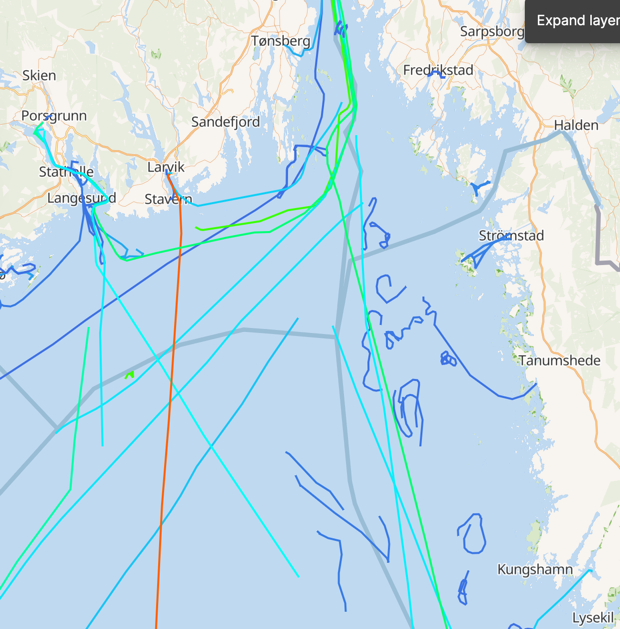 Expand layer
Tønsberg
Sarpsborg
Fredrikstad
Skien
Porsgrunn
Sandefjord
Halden
Stathelle
Larvik
Langesund
Stavern
Strömstad
Tanumshede
Kungshamn
Lysekil